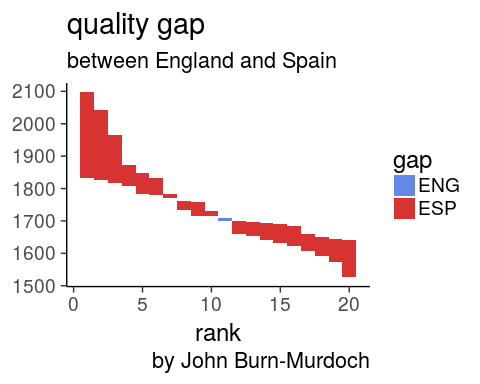 quality gap
between England and Spain
2100
2000
1900
1800
1700
1600
1500
0 5 10 15 20
rank
by John Burn-Murdoch
gap
ENG
ESP